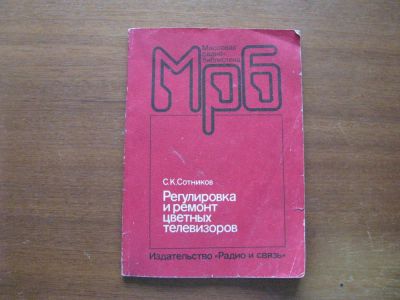 Массовая
радио-
библиотека
МРБ
С.К.Сотников
Регулировка
и ремонт
цветных
телевизоров
Издательство «Радио и связь»